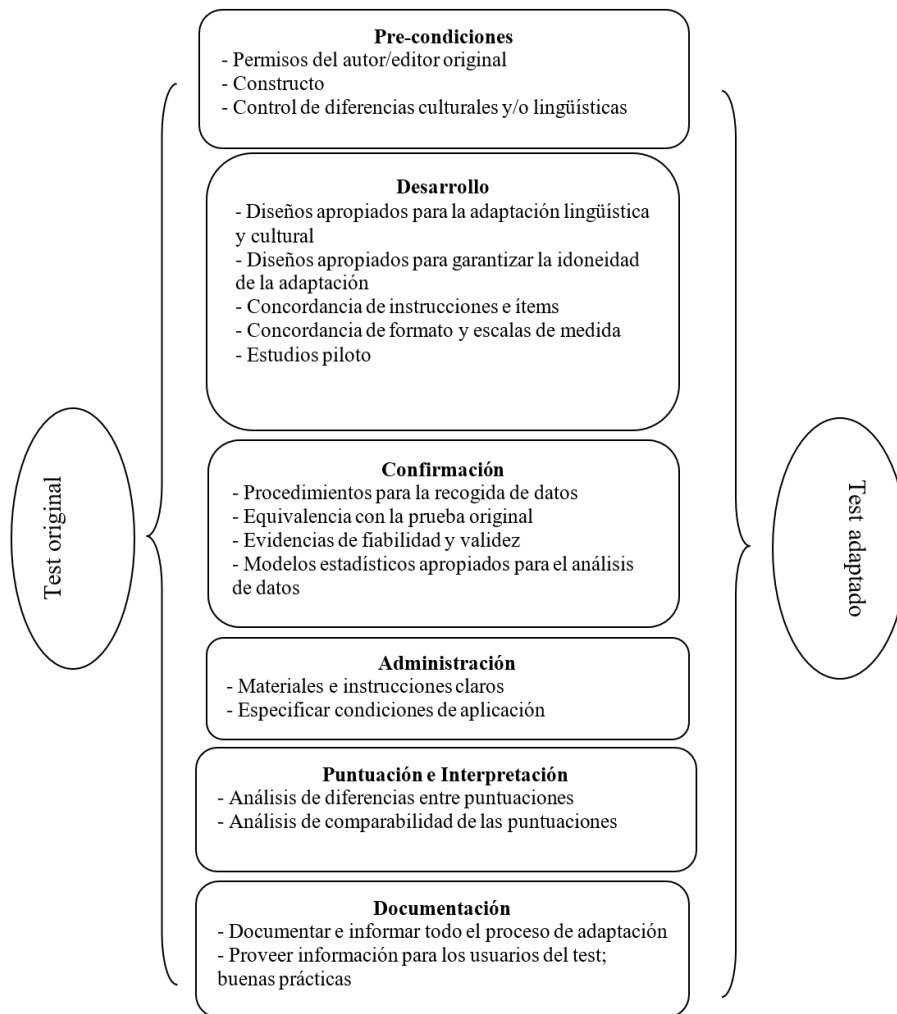 Pre-condiciones
- Permisos del autor/editor original
- Constructo
- Control de diferencias culturales y/o lingüísticas
Desarrollo
- Diseños apropiados para la adaptación lingüística
y cultural
- Diseños apropiados para garantizar la idoneidad
de la adaptación
- Concordancia de instrucciones e ítems
- Concordancia de formato y escalas de medida
- Estudios piloto
Test original
Confirmación
- Procedimientos para la recogida de datos
- Equivalencia con la prueba original
- Evidencias de fiabilidad y validez
- Modelos estadísticos apropiados para el análisis
de datos
Test adaptado
Administración
- Materiales e instrucciones claros
- Especificar condiciones de aplicación
Puntuación e Interpretación
- Análisis de diferencias entre puntuaciones
- Análisis de comparabilidad de las puntuaciones
Documentación
- Documentar e informar todo el proceso de adaptación
- Proveer información para los usuarios del test;
buenas prácticas